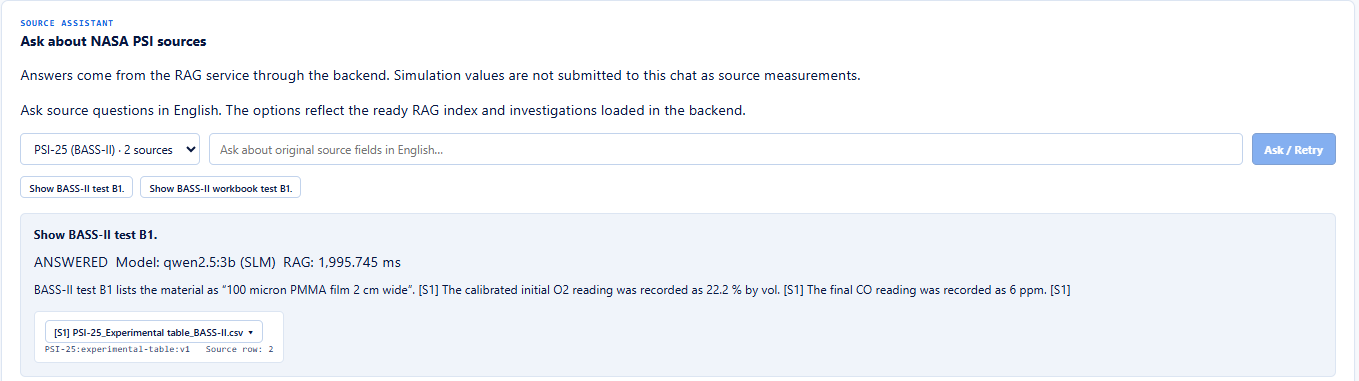 SOURCE ASSISTANT
Ask about NASA PSI sources
Answers come from the RAG service through the backend. Simulation values are not submitted to this chat as source measurements.
Ask source questions in English. The options reflect the ready RAG index and investigations loaded in the backend.
PSI-25 (BASS-II) · 2 sources Ask about original source fields in English... Ask / Retry
Show BASS-II test B1. Show BASS-II workbook test B1.
Show BASS-II test B1.
ANSWERED Model: qwen2.5:3b (SLM) RAG: 1,995.745 ms
BASS-II test B1 lists the material as “100 micron PMMA film 2 cm wide”. [S1] The calibrated initial O2 reading was recorded as 22.2 % by vol. [S1] The final CO reading was recorded as 6 ppm. [S1]
[S1] PSI-25_Experimental table_BASS-II.csv
PSI-25:experimental-table:v1 Source row: 2